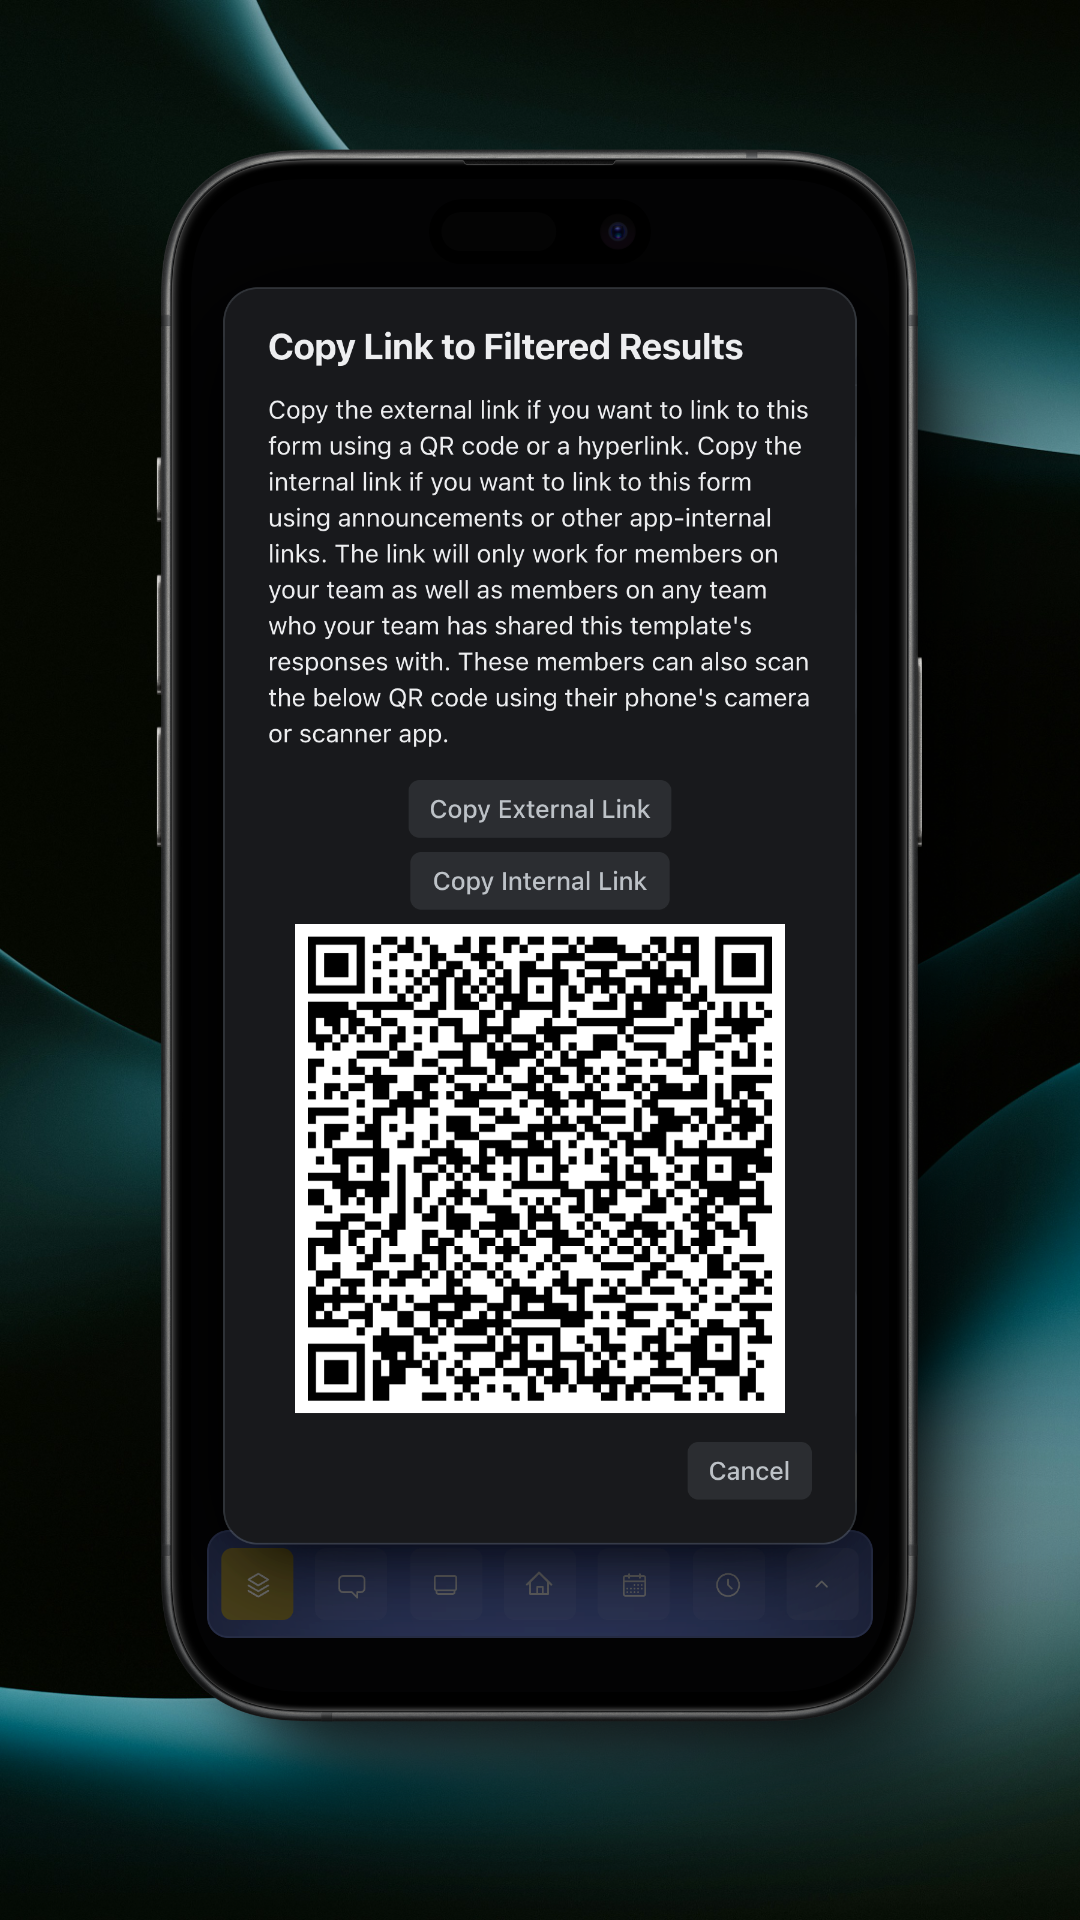 Copy Link to Filtered Results
Copy the external link if you want to link to this
form using a QR code or a hyperlink. Copy the
internal link if you want to link to this form
using announcements or other app-internal
links. The link will only work for members on
your team as well as members on any team
who your team has shared this template's
responses with. These members can also scan
the below QR code using their phone's camera
or scanner app.
Copy External Link
Copy Internal Link
Cancel